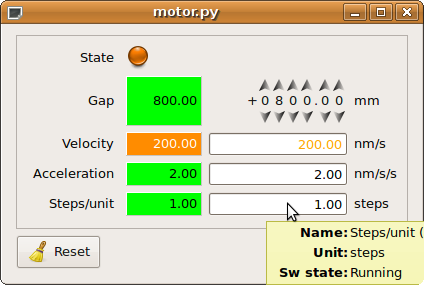 motor.py
State
Gap 800.00 +0800.00 mm
Velocity 200.00 200.00 nm/s
Acceleration 2.00 2.00 nm/s/s
Steps/unit 1.00 1.00 steps
Reset
Name: Steps/unit (
Unit: steps
Sw state: Running